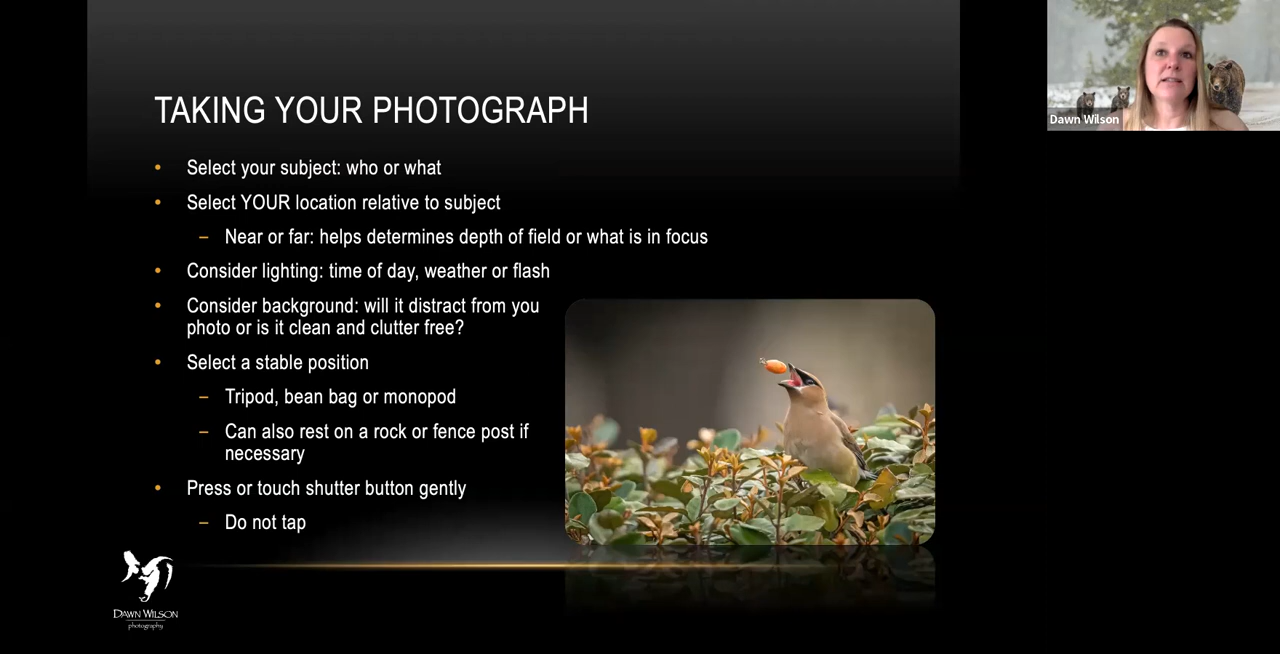 TAKING YOUR PHOTOGRAPH
• Select your subject: who or what
• Select YOUR location relative to subject
– Near or far: helps determines depth of field or what is in focus
• Consider lighting: time of day, weather or flash
• Consider background: will it distract from you
photo or is it clean and clutter free?
• Select a stable position
– Tripod, bean bag or monopod
– Can also rest on a rock or fence post if
necessary
• Press or touch shutter button gently
– Do not tap
DAWN WILSON
photography
Dawn Wilson